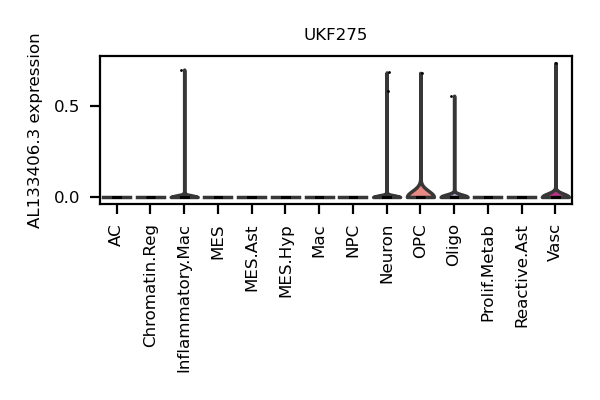 UKF275
AL133406.3 expression
0.5
0.0
AC
Chromatin.Reg
Inflammatory.Mac
MES
MES.Ast
MES.Hyp
Mac
NPC
Neuron
OPC
Oligo
Prolif.Metab
Reactive.Ast
Vasc